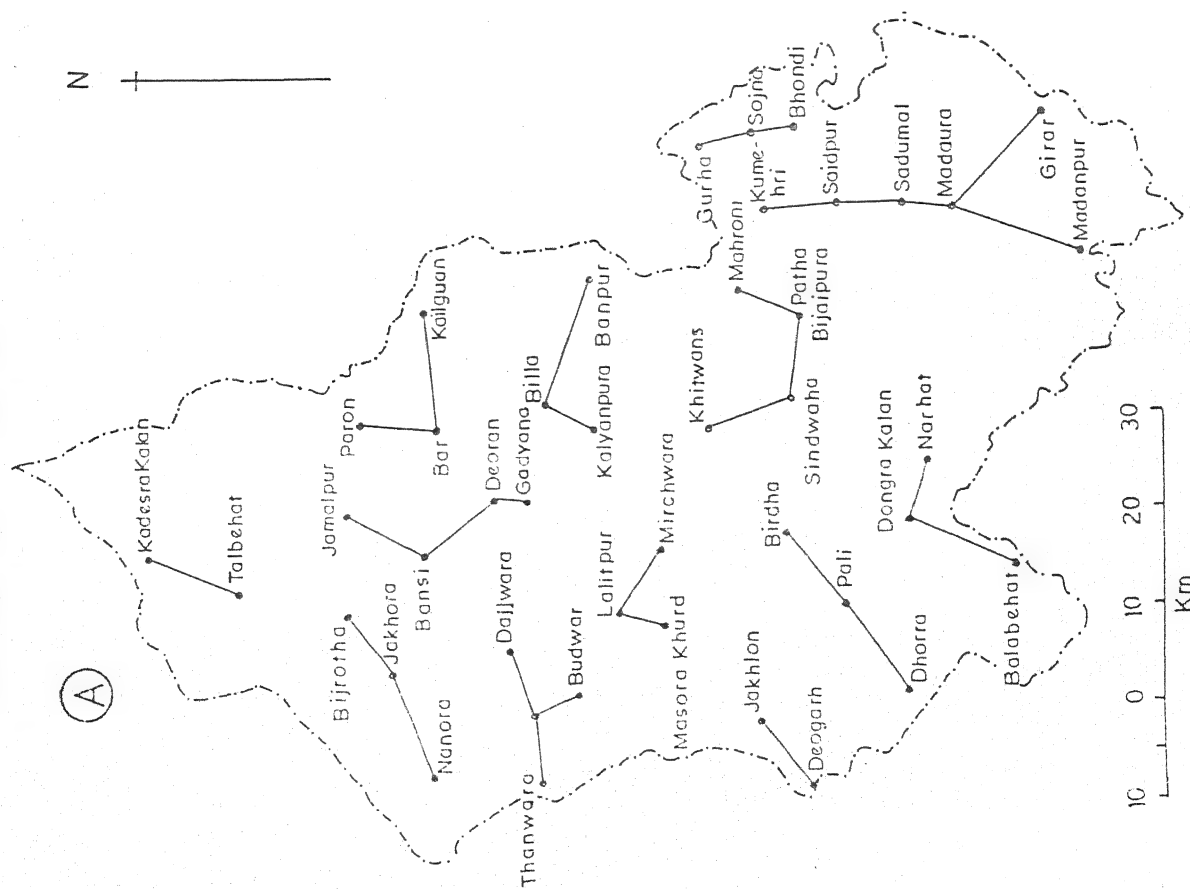 N
A
Kadesra Kalan
Talbehat
Bijrotha
Jakhora
Nanora
Jamalpur
Bansi
Deoran
Gadyana
Paron
Bar
Kailguan
Dajjwara
Budwar
Thanwara
Billa
Kalyanpura
Banpur
Lalitpur
Mirchwara
Masora Khurd
Khitwans
Sindwaha
Mahroni
Patha
Bijaipura
Gurha
Sojna
Bhondi
Kume-
hri
Saidpur
Sadumal
Madaura
Girar
Madanpur
Jakhlon
Deogarh
Birdha
Pali
Dhorra
Dongra Kalan
Narhat
Balabehat
10 0 10 20 30
Km